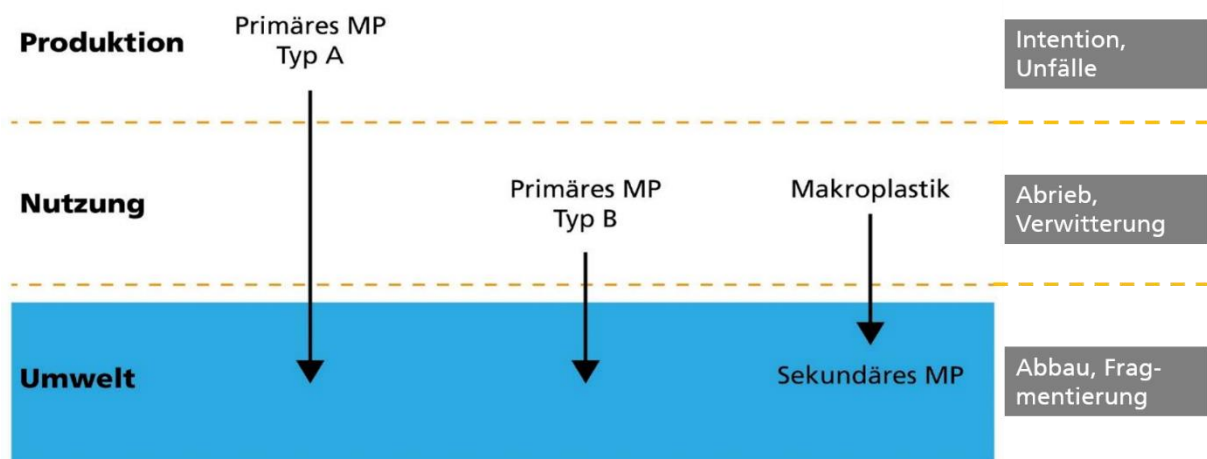 Produktion
Primäres MP
Typ A
Intention,
Unfälle
Nutzung
Primäres MP
Typ B
Makroplastik
Abrieb,
Verwitterung
Umwelt
Sekundäres MP
Abbau, Frag-
mentierung